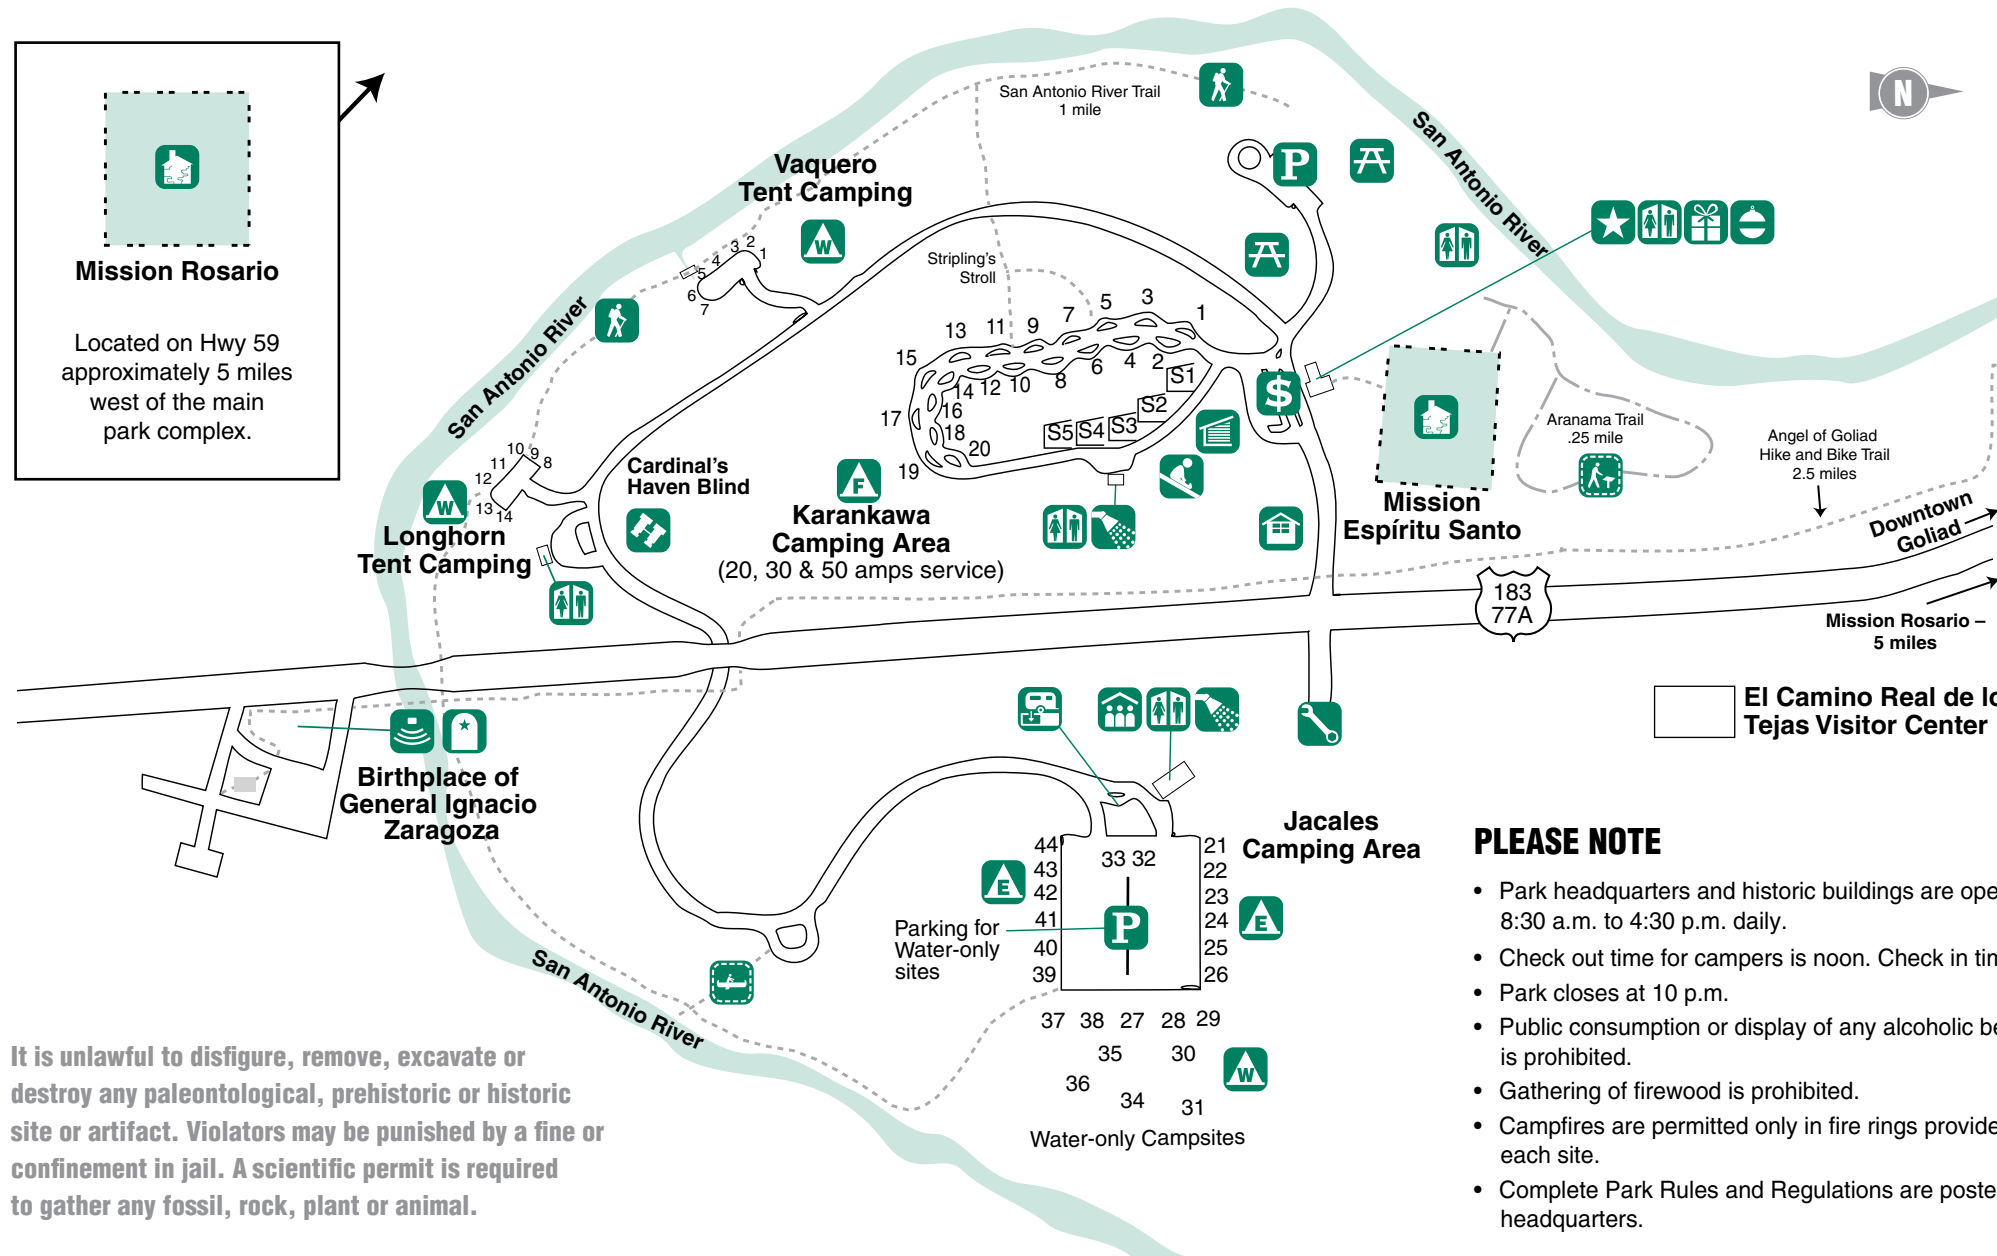 Mission Rosario
Located on Hwy 59
approximately 5 miles
west of the main
park complex.
San Antonio River Trail
1 mile
N
San Antonio River
P
Vaquero
Tent Camping
W
1
2
3
4
5
6
7
Stripling's
Stroll
San Antonio River
13
11
9
7
5
3
1
15
14
12
10
8
6
4
2
17
16
18
19
20
S1
S2
S3
S4
S5
$
Aranama Trail
.25 mile
Angel of Goliad
Hike and Bike Trail
2.5 miles
Downtown
Goliad
Cardinal's
Haven Blind
F
Karankawa
Camping Area
(20, 30 & 50 amps service)
Mission
Espíritu Santo
10
9
8
11
12
13
14
W
Longhorn
Tent Camping
183
77A
Mission Rosario –
5 miles
El Camino Real de lo
Tejas Visitor Center
Birthplace of
General Ignacio
Zaragoza
Jacales
Camping Area
44
43
42
41
40
39
33 32
21
22
23
24
25
26
E
E
P
Parking for
Water-only
sites
37 38 27 28 29
35 30
36
34 31
W
Water-only Campsites
San Antonio River
It is unlawful to disfigure, remove, excavate or
destroy any paleontological, prehistoric or historic
site or artifact. Violators may be punished by a fine or
confinement in jail. A scientific permit is required
to gather any fossil, rock, plant or animal.
PLEASE NOTE
• Park headquarters and historic buildings are ope
8:30 a.m. to 4:30 p.m. daily.
• Check out time for campers is noon. Check in tim
• Park closes at 10 p.m.
• Public consumption or display of any alcoholic be
is prohibited.
• Gathering of firewood is prohibited.
• Campfires are permitted only in fire rings provide
each site.
• Complete Park Rules and Regulations are poste
headquarters.